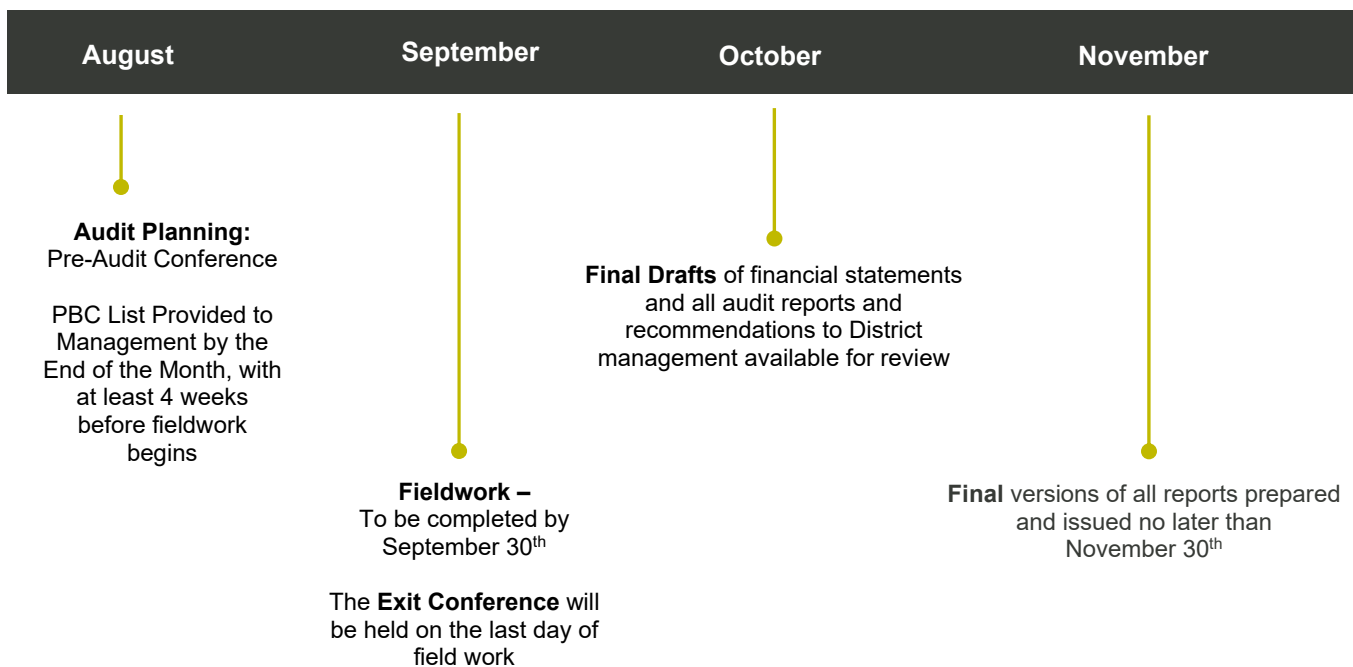 August
September
October
November
Audit Planning:
Pre-Audit Conference
PBC List Provided to
Management by the
End of the Month, with
at least 4 weeks
before fieldwork
begins
Fieldwork –
To be completed by
September 30th
The Exit Conference will
be held on the last day of
field work
Final Drafts of financial statements
and all audit reports and
recommendations to District
management available for review
Final versions of all reports prepared
and issued no later than
November 30th